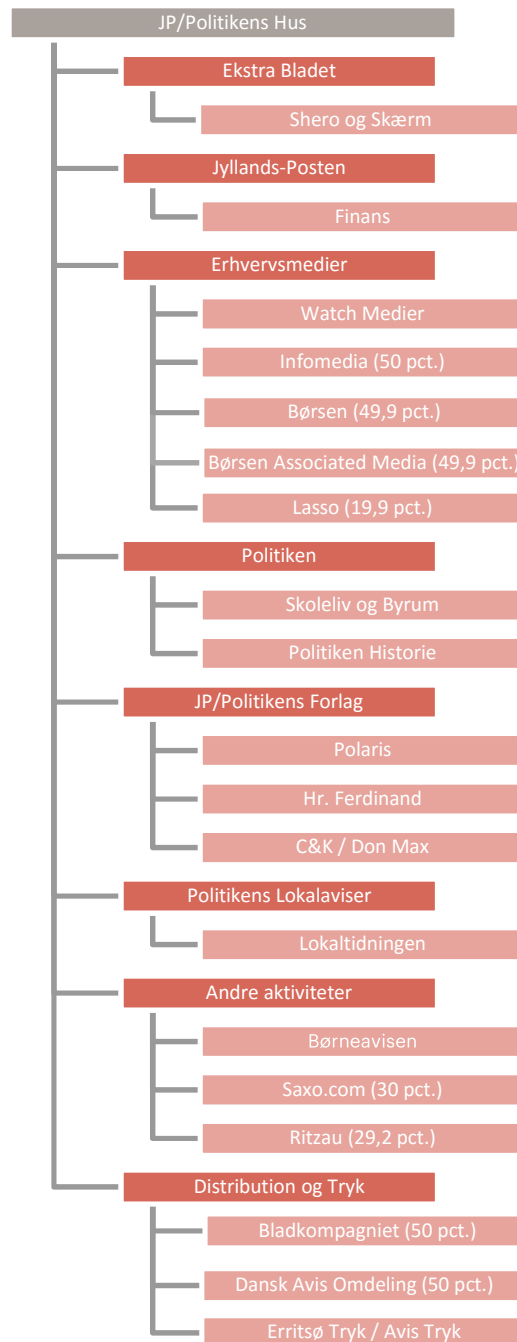 JP/Politikens Hus
Ekstra Bladet
Shero og Skærm
Jyllands-Posten
Finans
Erhvervsmedier
Watch Medier
Infomedia (50 pct.)
Børsen (49,9 pct.)
Børsen Associated Media (49,9 pct.)
Lasso (19,9 pct.)
Politiken
Skoleliv og Byrum
Politiken Historie
JP/Politikens Forlag
Polaris
Hr. Ferdinand
C&K / Don Max
Politikens Lokalaviser
Lokaltidningen
Andre aktiviteter
Børneavisen
Saxo.com (30 pct.)
Ritzau (29,2 pct.)
Distribution og Tryk
Bladkompagniet (50 pct.)
Dansk Avis Omdeling (50 pct.)
Erritsø Tryk / Avis Tryk